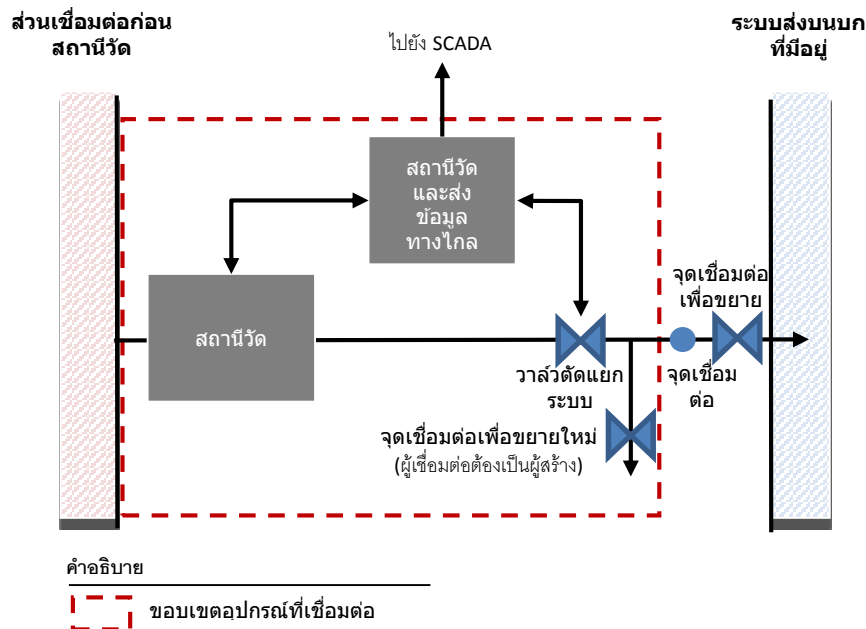 ส่วนเชื่อมต่อก่อน
สถานีวัด
ระบบส่งบนบก
ที่มีอยู่
ไปยัง SCADA
สถานีวัด
และส่ง
ข้อมูล
ทางไกล
สถานีวัด
จุดเชื่อมต่อ
เพื่อขยาย
วาล์วตัดแยก
ระบบ
จุดเชื่อม
ต่อ
จุดเชื่อมต่อเพื่อขยายใหม่
(ผู้เชื่อมต่อต้องเป็นผู้สร้าง)
คำอธิบาย
ขอบเขตอุปกรณ์ที่เชื่อมต่อ